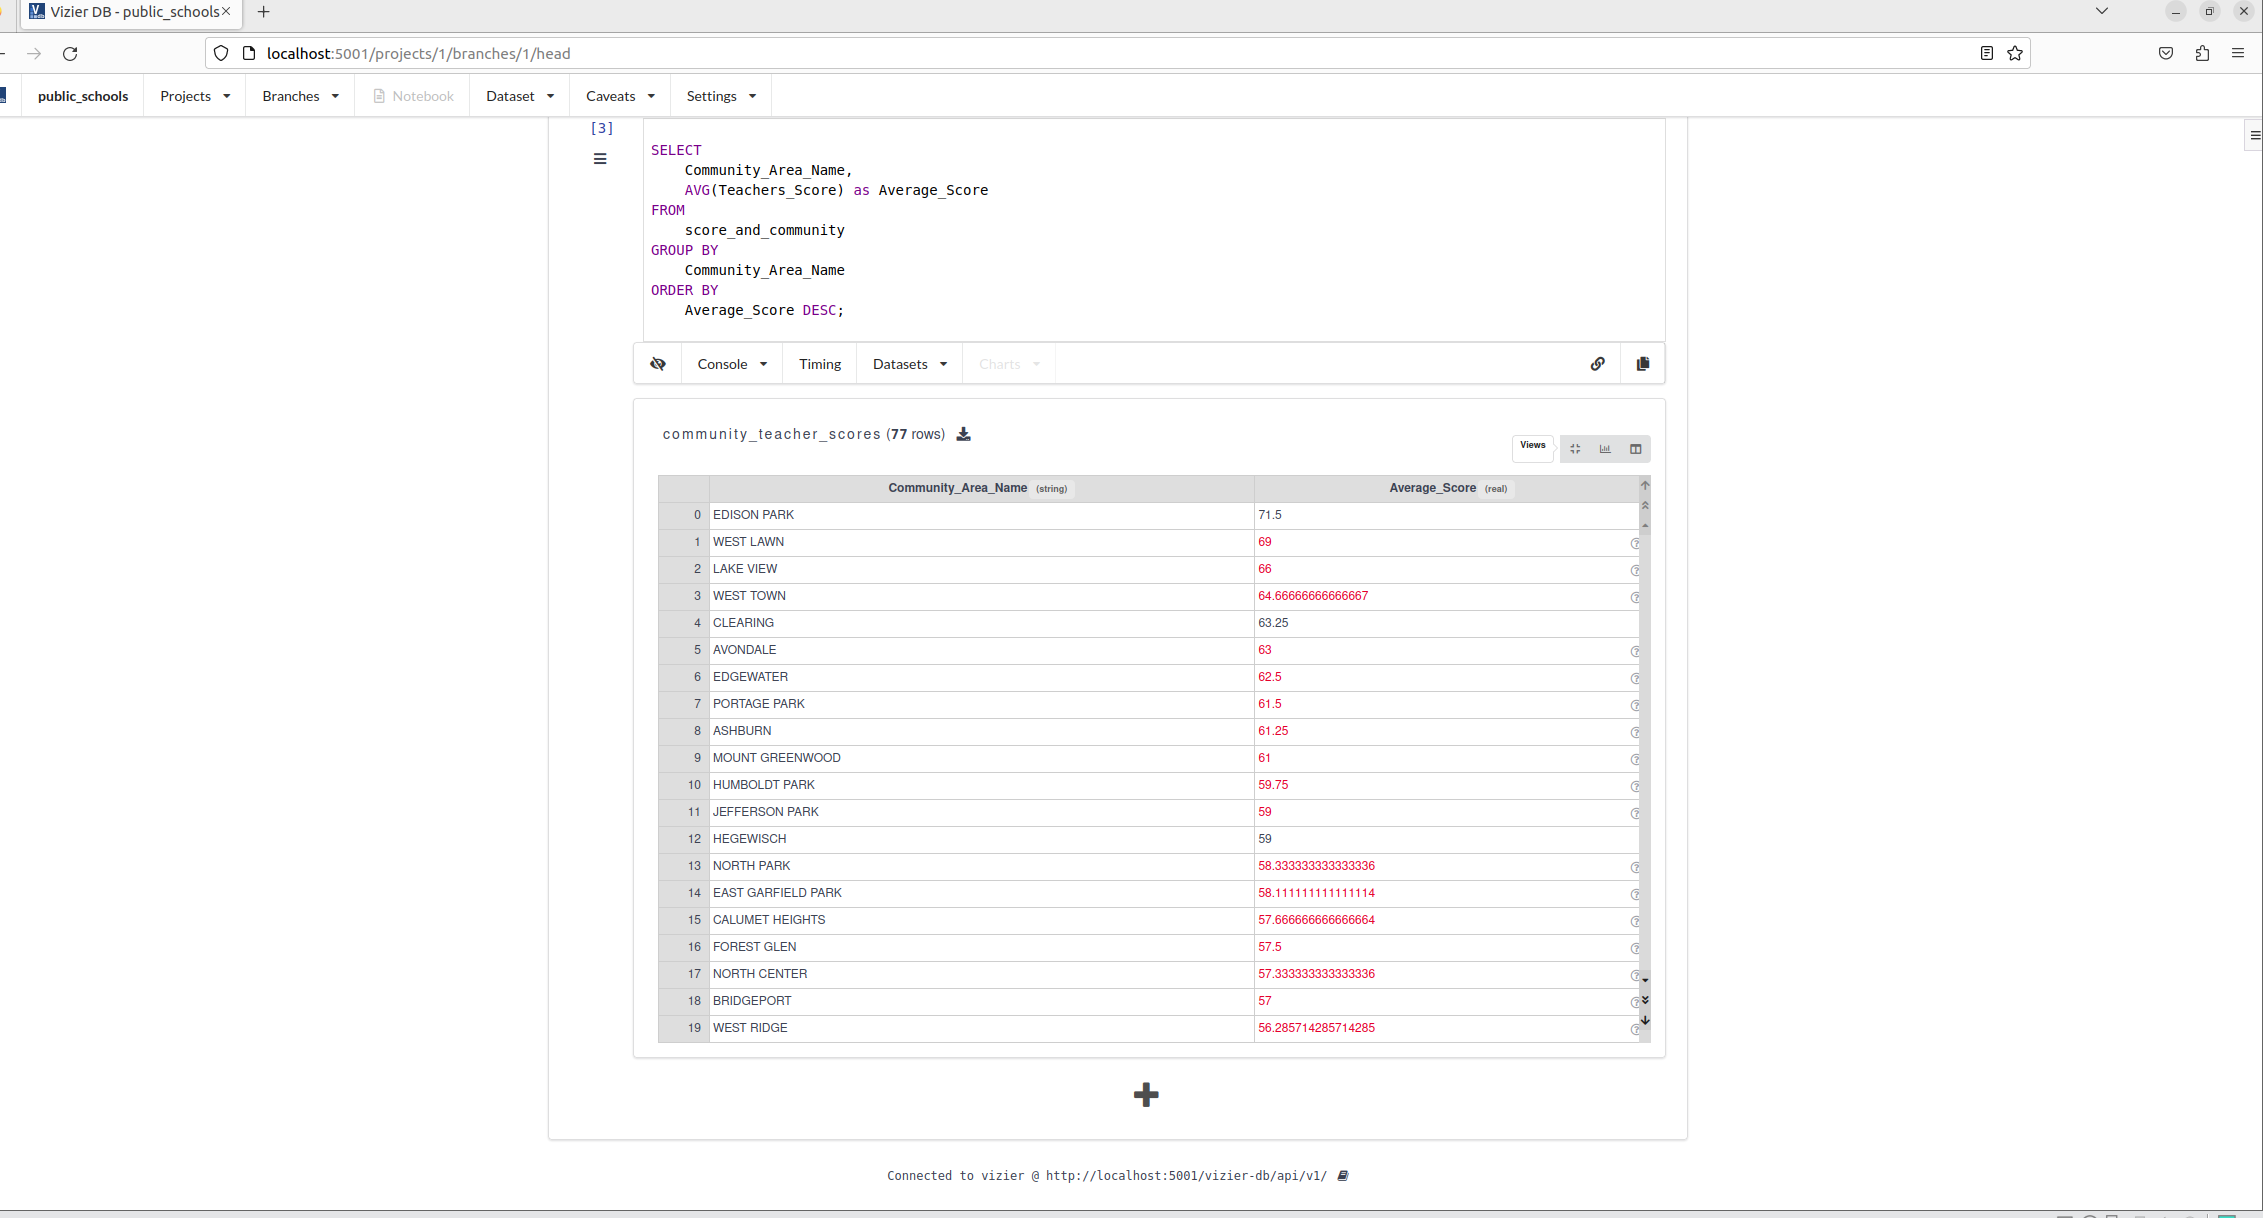 Vizier DB - public_schools
localhost:5001/projects/1/branches/1/head
public_schools Projects Branches Notebook Dataset Caveats Settings
[3]
SELECT
Community_Area_Name,
AVG(Teachers_Score) as Average_Score
FROM
score_and_community
GROUP BY
Community_Area_Name
ORDER BY
Average_Score DESC;
Console Timing Datasets Charts
community_teacher_scores (77 rows)
Views
Community_Area_Name (string) Average_Score (real)
0 EDISON PARK 71.5
1 WEST LAWN 69
2 LAKE VIEW 66
3 WEST TOWN 64.66666666666667
4 CLEARING 63.25
5 AVONDALE 63
6 EDGEWATER 62.5
7 PORTAGE PARK 61.5
8 ASHBURN 61.25
9 MOUNT GREENWOOD 61
10 HUMBOLDT PARK 59.75
11 JEFFERSON PARK 59
12 HEGEWISCH 59
13 NORTH PARK 58.333333333333336
14 EAST GARFIELD PARK 58.111111111111114
15 CALUMET HEIGHTS 57.666666666666664
16 FOREST GLEN 57.5
17 NORTH CENTER 57.333333333333336
18 BRIDGEPORT 57
19 WEST RIDGE 56.285714285714285
Connected to vizier @ http://localhost:5001/vizier-db/api/v1/